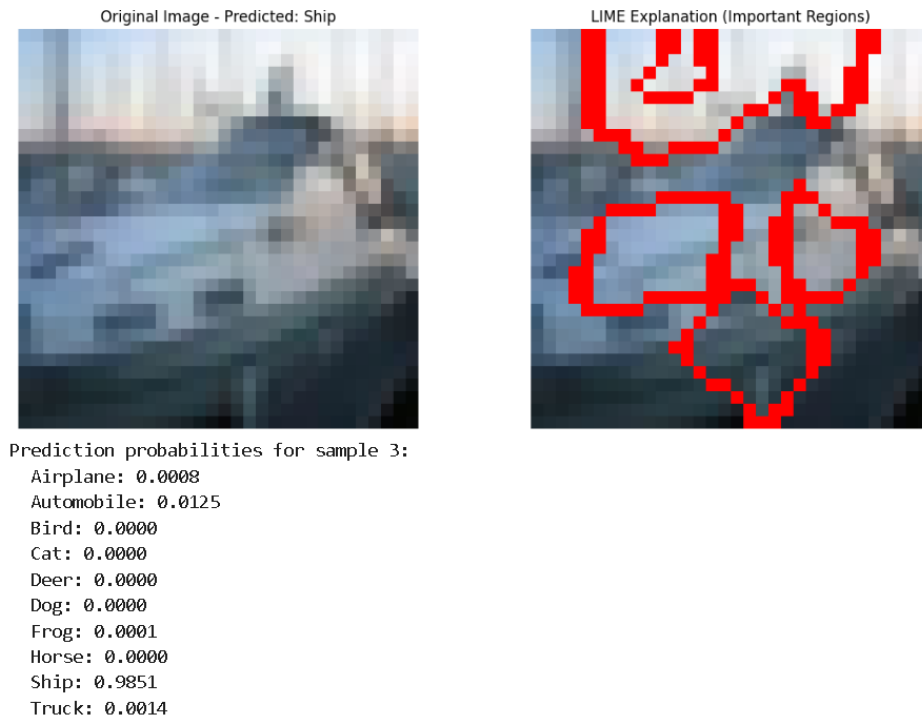 Original Image - Predicted: Ship
LIME Explanation (Important Regions)
Prediction probabilities for sample 3:
Airplane: 0.0008
Automobile: 0.0125
Bird: 0.0000
Cat: 0.0000
Deer: 0.0000
Dog: 0.0000
Frog: 0.0001
Horse: 0.0000
Ship: 0.9851
Truck: 0.0014